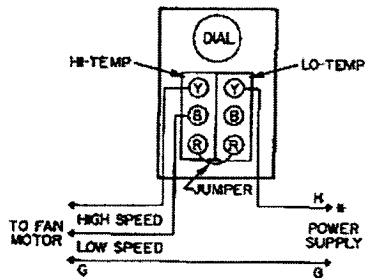 DIAL
HI-TEMP
LO-TEMP
Y Y
B B
R R
JUMPER
H *
HIGH SPEED
TO FAN MOTOR
POWER SUPPLY
LOW SPEED
G G